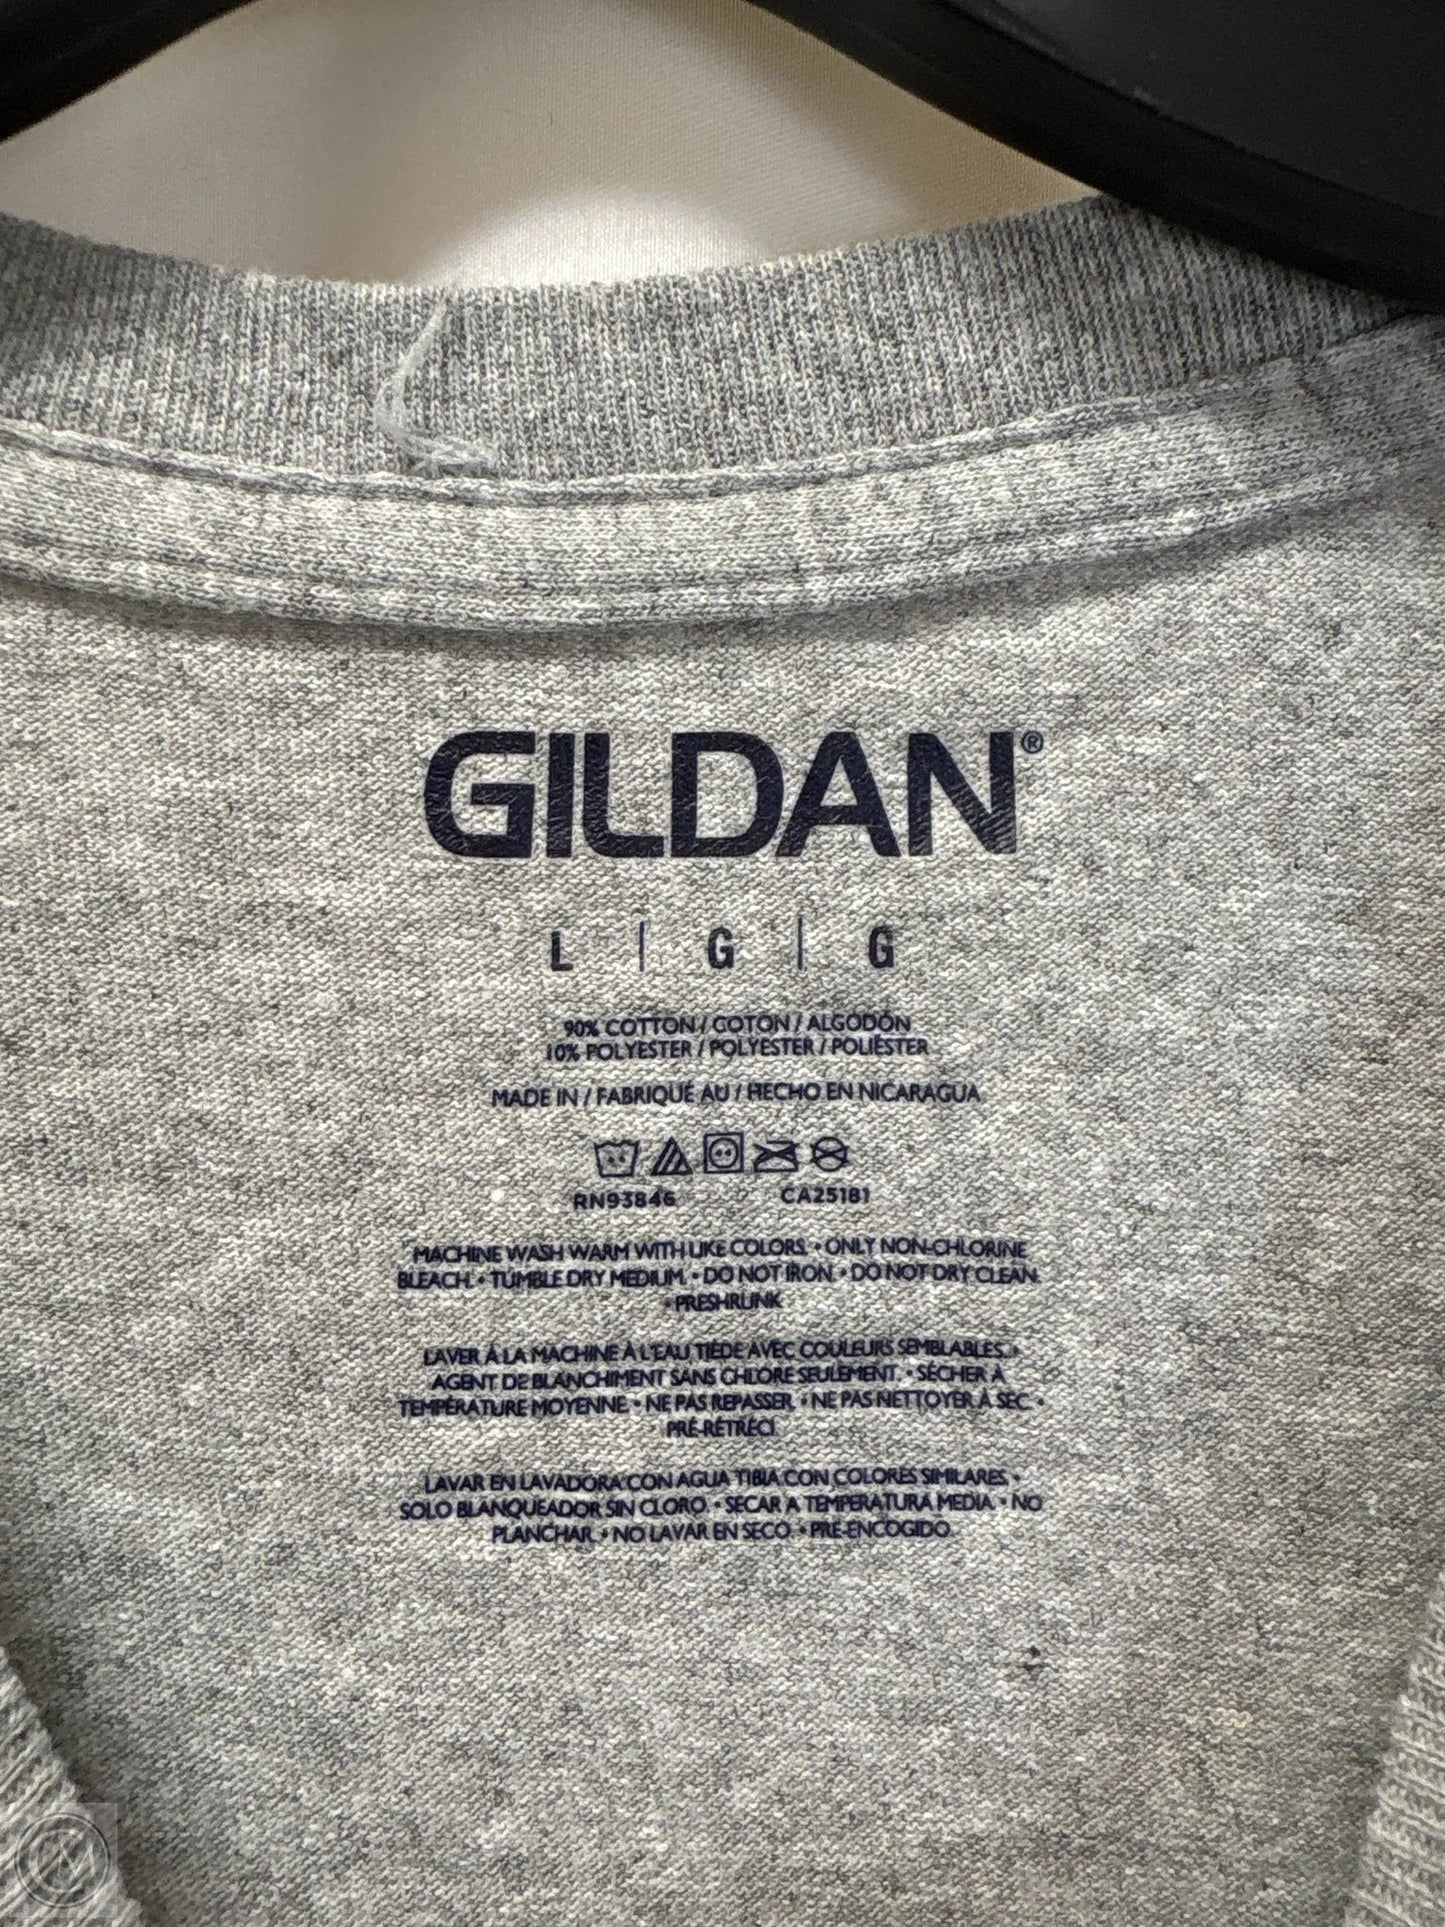 GILDAN®
L | G | G
90% COTTON / COTON / ALGODÓN
10% POLYESTER / POLYESTER / POLIÉSTER
MADE IN / FABRIQUÉ AU / HECHO EN NICARAGUA
RN93846 CA25181
MACHINE WASH WARM WITH LIKE COLORS. • ONLY NON-CHLORINE
BLEACH. • TUMBLE DRY MEDIUM. • DO NOT IRON. • DO NOT DRY CLEAN.
• PRESHRUNK
LAVER À LA MACHINE À L'EAU TIÈDE AVEC COULEURS SEMBLABLES. •
AGENT DE BLANCHIMENT SANS CHLORE SEULEMENT. • SÉCHER À
TEMPÉRATURE MOYENNE • NE PAS REPASSER. • NE PAS NETTOYER À SEC. •
PRÉ-RÉTRÉCI
LAVAR EN LAVADORA CON AGUA TIBIA CON COLORES SIMILARES. •
SOLO BLANQUEADOR SIN CLORO. • SECAR A TEMPERATURA MEDIA. • NO
PLANCHAR. • NO LAVAR EN SECO. • PRE-ENCOGIDO.
CM